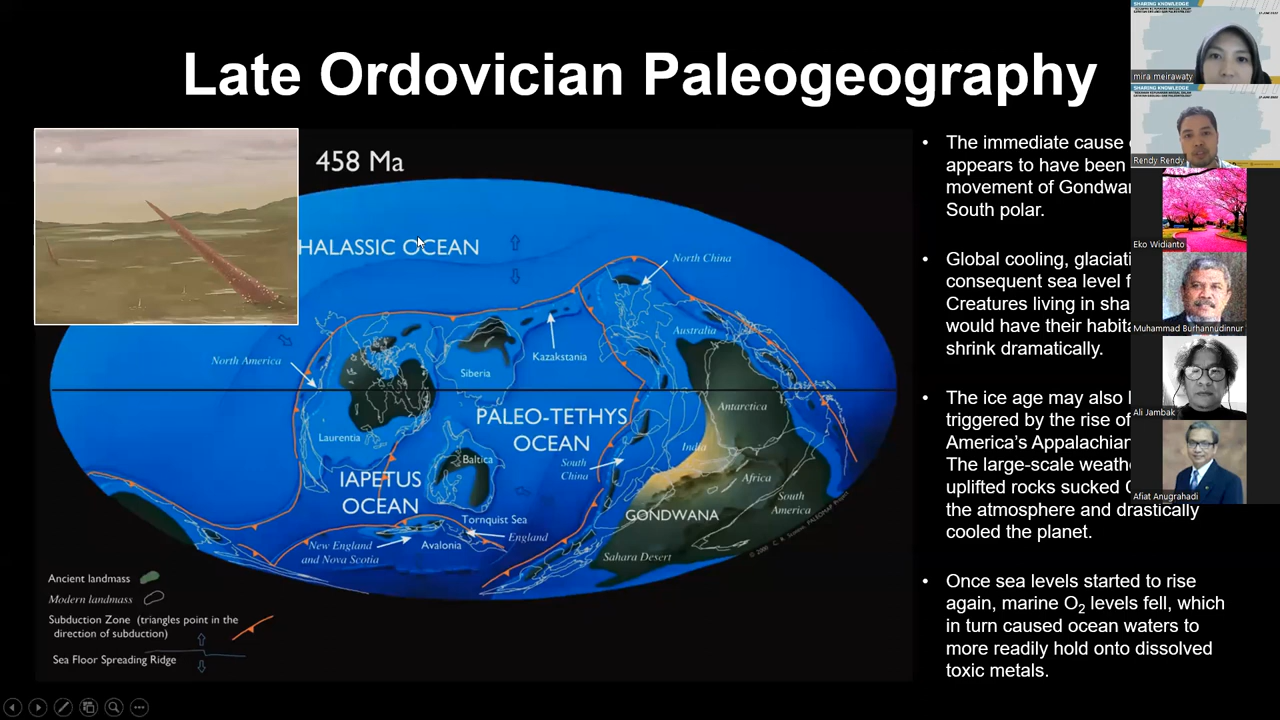 Late Ordovician Paleogeography
458 Ma
HALASSIC OCEAN
North China
Australia
North America
Siberia
Kazakstania
Antarctica
PALEO-TETHYS
OCEAN
Laurentia
India
Baltica
South
China
Africa
IAPETUS
OCEAN
South
America
GONDWANA
Tornquist Sea
England
New England
and Nova Scotia
Avalonia
Sahara Desert
Ancient landmass
Modern landmass
Subduction Zone (triangles point in the
direction of subduction)
Sea Floor Spreading Ridge
• The immediate cause
appears to have been
movement of
South polar.
• Global cooling,
consequent sea level
Creatures living in
would have their
shrink dramatically.
• The ice age may also
triggered by the rise of
America's
The large-scale
uplifted rocks sucked
the atmosphere and drastically
cooled the planet.
• Once sea levels started to rise
again, marine O₂ levels fell, which
in turn caused ocean waters to
more readily hold onto dissolved
toxic metals.
SHARING KNOWLEDGE
mira meirawaty
SHARING KNOWLEDGE
Rendy Rendy
Eko Widianto
Muhammad Burhannudinnur
Ali Jambak
Afiat Anugrahadi